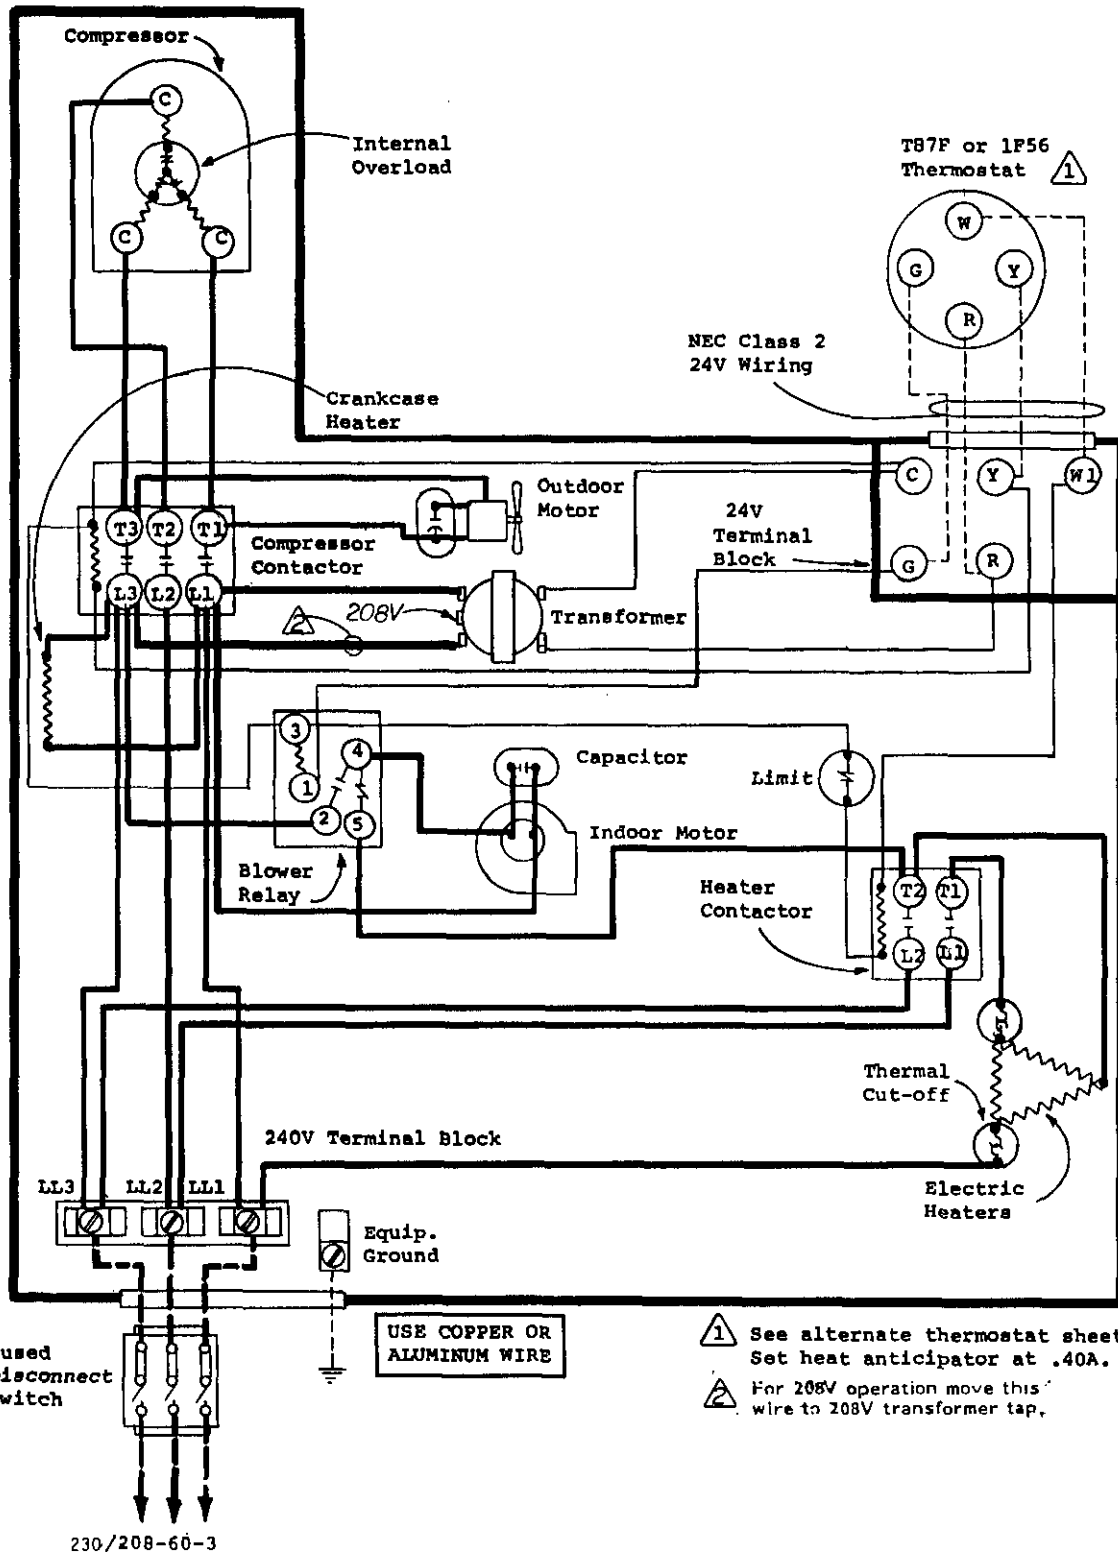 Compressor
C
Internal
Overload
C
C
T87F or 1F56
Thermostat 1
W
G
Y
R
NEC Class 2
24V Wiring
Crankcase
Heater
C
Y
W1
Outdoor
Motor
24V
Terminal
Block
G
R
T3
T2
T1
Compressor
Contactor
L3
L2
L1
2
208V
Transformer
3
4
1
2
5
Capacitor
Limit
Indoor Motor
Blower
Relay
Heater
Contactor
T2
T1
L2
L1
Thermal
Cut-off
240V Terminal Block
LL3
LL2
LL1
Electric
Heaters
Equip.
Ground
USE COPPER OR
ALUMINUM WIRE
1 See alternate thermostat sheet
Set heat anticipator at .40A.
2 For 208V operation move this
wire to 208V transformer tap.
used
isconnect
witch
230/208-60-3